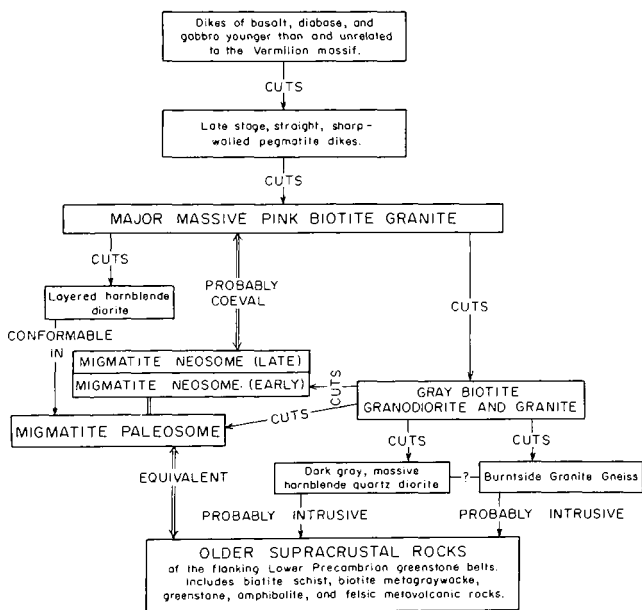 Dikes of basalt, diabase, and
gabbro younger than and unrelated
to the Vermilion massif.
CUTS
Late stage, straight, sharp-
walled pegmatite dikes.
CUTS
MAJOR MASSIVE PINK BIOTITE GRANITE
CUTS
PROBABLY
COEVAL
CUTS
Layered hornblende
diorite
CONFORMABLE
IN
MIGMATITE NEOSOME (LATE)
MIGMATITE NEOSOME (EARLY)
CUTS
GRAY BIOTITE
GRANODIORITE AND GRANITE
MIGMATITE PALEOSOME
CUTS
CUTS
CUTS
EQUIVALENT
Dark gray, massive
hornblende quartz diorite
?
Burntside Granite Gneiss
PROBABLY INTRUSIVE
PROBABLY INTRUSIVE
OLDER SUPRACRUSTAL ROCKS
of the flanking Lower Precambrian greenstone belts.
Includes biotite schist, biotite metagraywacke,
greenstone, amphibolite, and felsic metavolcanic rocks.